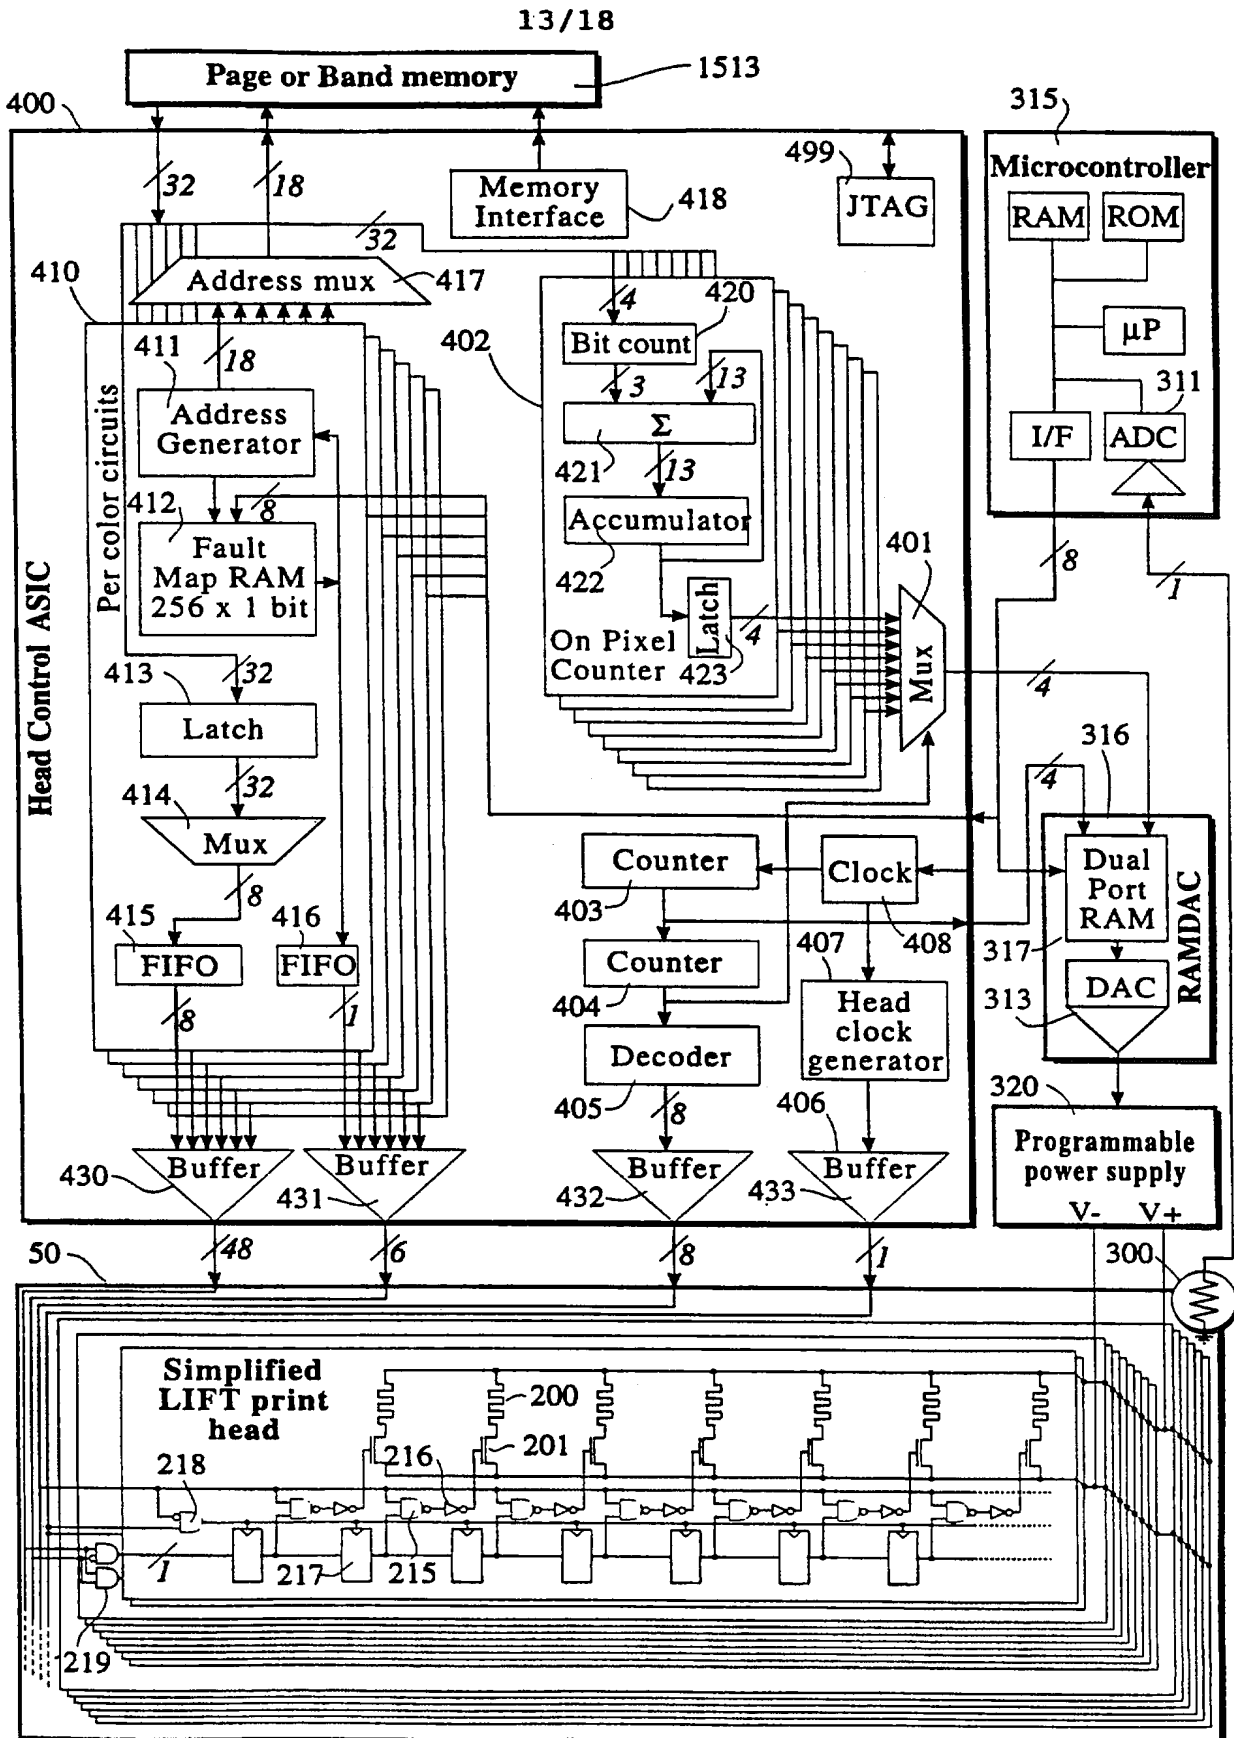 13/18
Page or Band memory
1513
400
32
18
Memory
Interface
418
499
JTAG
315
Microcontroller
RAM
ROM
μP
311
I/F
ADC
8
1
32
Address mux
417
410
Per color circuits
411
18
Address
Generator
412
8
Fault
Map RAM
256 x 1 bit
413
32
Latch
32
414
Mux
8
415
FIFO
416
FIFO
8
1
Head Control ASIC
402
4
420
Bit count
3
13
Σ
421
13
Accumulator
422
Latch
4
423
On Pixel
Counter
401
Mux
4
4
316
Dual
Port
RAM
317
DAC
313
RAMDAC
Counter
403
Clock
408
Counter
404
407
Head
clock
generator
Decoder
405
8
406
320
Programmable
power supply
V-
V+
Buffer
430
Buffer
431
Buffer
432
Buffer
433
48
6
8
1
50
300
Simplified
LIFT print
head
200
201
216
218
1
217
215
219